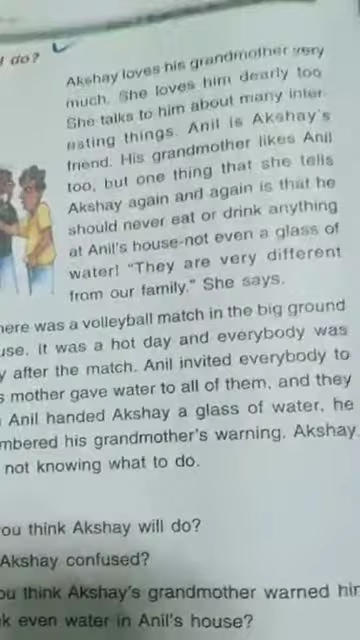 do?
Akshay loves his grandmother very
much. She loves him dearly too
She talks to him about many inter-
esting things. Anil is Akshay's
friend. His grandmother likes Anil
too, but one thing that she tells
Akshay again and again is that he
should never eat or drink anything
at Anil's house-not even a glass of
water! "They are very different
from our family." She says.
here was a volleyball match in the big ground
use. It was a hot day and everybody was
y after the match. Anil invited everybody to
s mother gave water to all of them, and they
Anil handed Akshay a glass of water, he
mbered his grandmother's warning. Akshay
not knowing what to do.
ou think Akshay will do?
Akshay confused?
ou think Akshay's grandmother warned him
k even water in Anil's house?